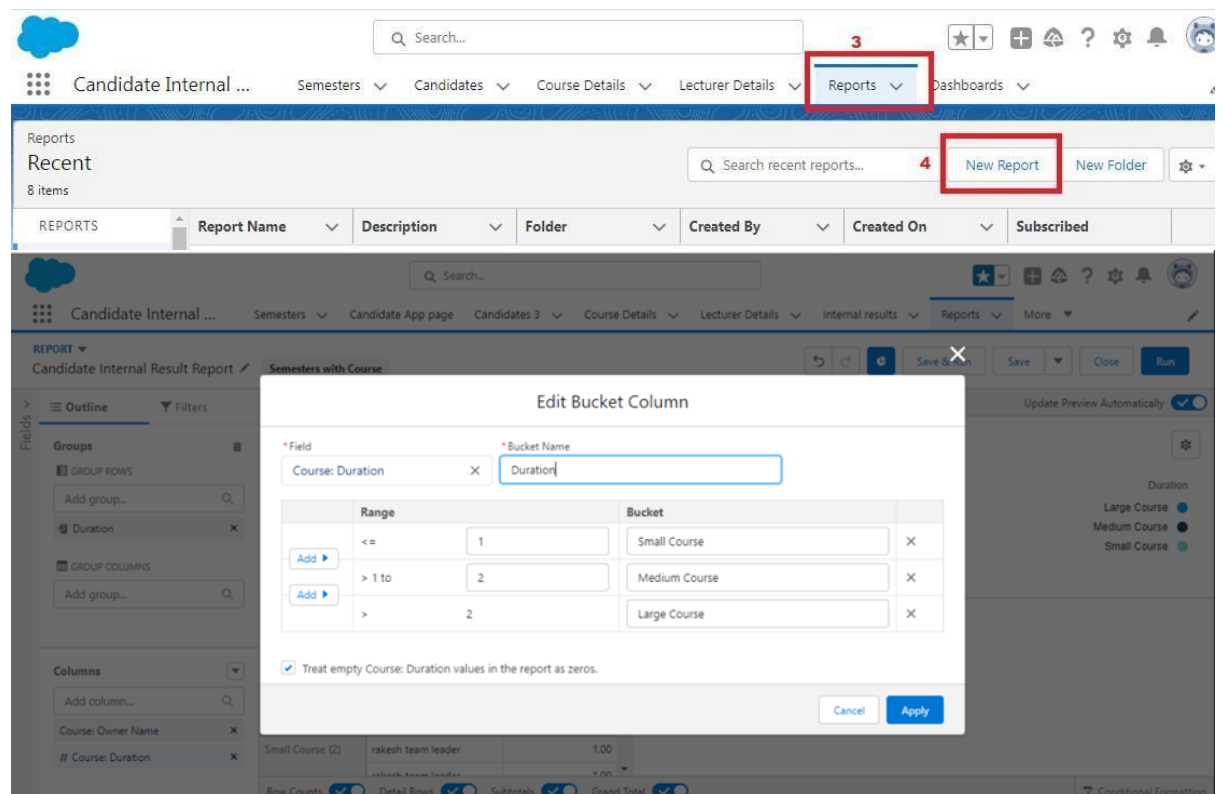 Search...
3
Candidate Internal ... Semesters Candidates Course Details Lecturer Details Reports Dashboards
Reports
Recent
8 items
Search recent reports... 4 New Report New Folder
REPORTS Report Name Description Folder Created By Created On Subscribed
Search...
Candidate Internal ... Semesters Candidate App page Candidates 3 Course Details Lecturer Details Internal results Reports More
REPORT
Candidate Internal Result Report Semesters with Course Save & Run Save Close Run
Fields
Outline Filters Update Preview Automatically
Edit Bucket Column
Groups
GROUP ROWS
Add group...
Duration
GROUP COLUMNS
Add group...
*Field *Bucket Name
Course: Duration Duration
Range Bucket
<= 1 Small Course
Add
> 1 to 2 Medium Course
Add
> 2 Large Course
Treat empty Course: Duration values in the report as zeros.
Cancel Apply
Duration
Large Course
Medium Course
Small Course
Columns
Add column...
Course: Owner Name
# Course: Duration
Small Course (2) rakesh team leader 1.00
rakesh team leader 1.00
Row Counts Detail Rows Subtotals Grand Total Conditional Formatting